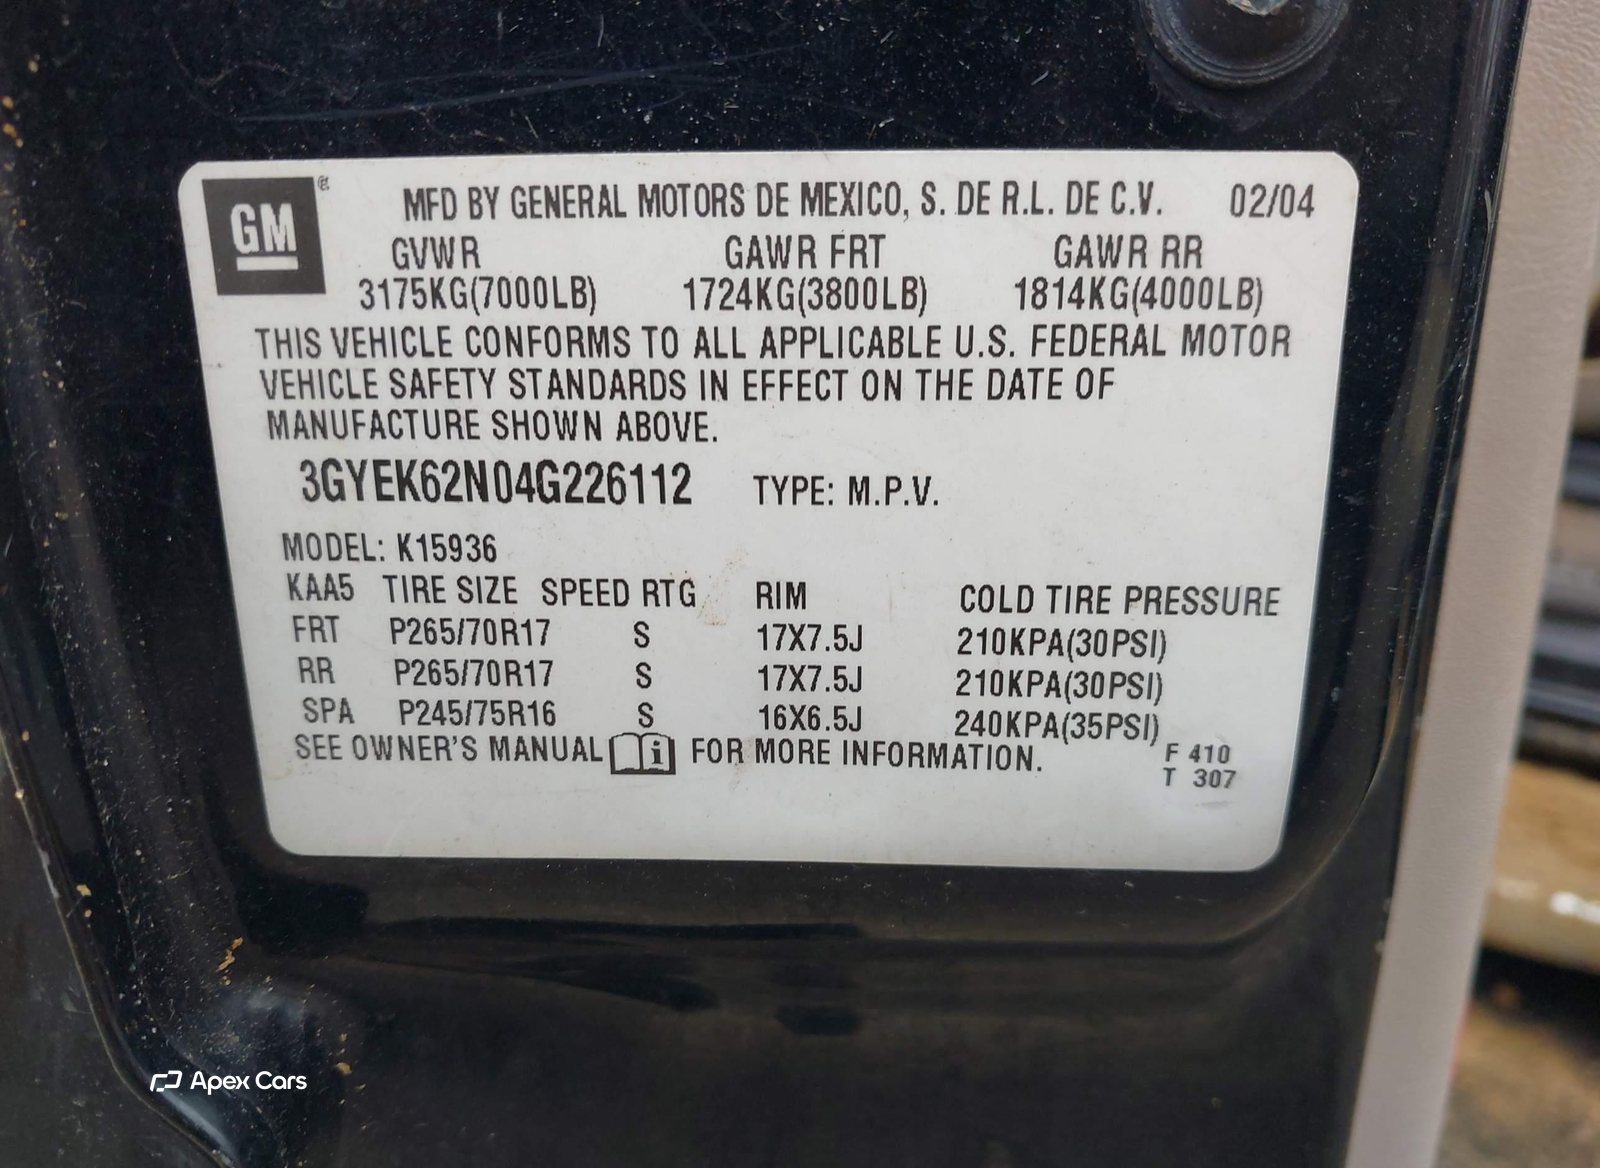 GM ® MFD BY GENERAL MOTORS DE MEXICO, S. DE R.L. DE C.V. 02/04
GVWR GAWR FRT GAWR RR
3175KG(7000LB) 1724KG(3800LB) 1814KG(4000LB)
THIS VEHICLE CONFORMS TO ALL APPLICABLE U.S. FEDERAL MOTOR
VEHICLE SAFETY STANDARDS IN EFFECT ON THE DATE OF
MANUFACTURE SHOWN ABOVE.
3GYEK62N04G226112 TYPE: M.P.V.
MODEL: K15936
KAA5 TIRE SIZE SPEED RTG RIM COLD TIRE PRESSURE
FRT P265/70R17 S 17X7.5J 210KPA(30PSI)
RR P265/70R17 S 17X7.5J 210KPA(30PSI)
SPA P245/75R16 S 16X6.5J 240KPA(35PSI)
SEE OWNER'S MANUAL i FOR MORE INFORMATION.
F 410
T 307
Apex Cars